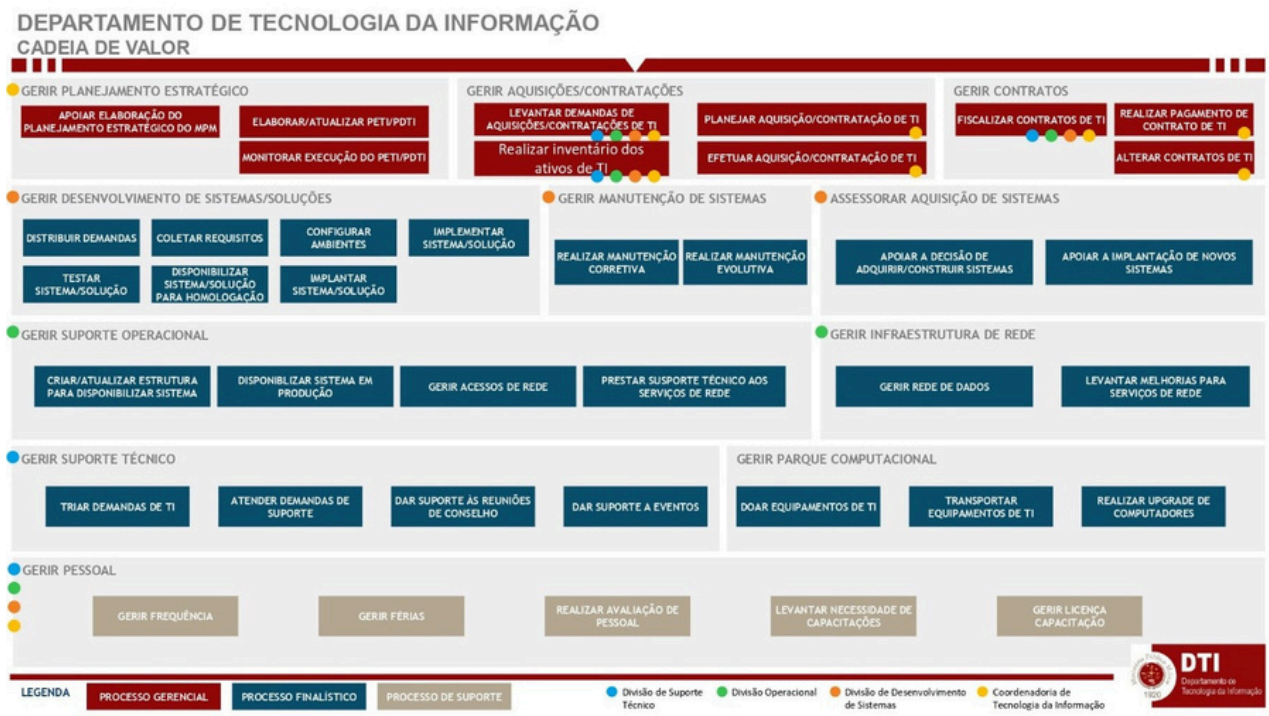 DEPARTAMENTO DE TECNOLOGIA DA INFORMAÇÃO
CADEIA DE VALOR
GERIR PLANEJAMENTO ESTRATÉGICO
APOIAR ELABORAÇÃO DO
PLANEJAMENTO ESTRATÉGICO DO MPM
ELABORAR/ATUALIZAR PETI/PDTI
MONITORAR EXECUÇÃO DO PETI/PDTI
GERIR AQUISIÇÕES/CONTRATAÇÕES
LEVANTAR DEMANDAS DE
AQUISIÇÕES/CONTRATAÇÕES DE TI
Realizar inventário dos
ativos de TI
PLANEJAR AQUISIÇÃO/CONTRATAÇÃO DE TI
EFETUAR AQUISIÇÃO/CONTRATAÇÃO DE TI
GERIR CONTRATOS
FISCALIZAR CONTRATOS DE TI
REALIZAR PAGAMENTO DE
CONTRATO DE TI
ALTERAR CONTRATOS DE TI
GERIR DESENVOLVIMENTO DE SISTEMAS/SOLUÇÕES
DISTRIBUIR DEMANDAS
COLETAR REQUISITOS
CONFIGURAR
AMBIENTES
IMPLEMENTAR
SISTEMA/SOLUÇÃO
TESTAR
SISTEMA/SOLUÇÃO
DISPONIBILIZAR
SISTEMA/SOLUÇÃO
PARA HOMOLOGAÇÃO
IMPLANTAR
SISTEMA/SOLUÇÃO
GERIR MANUTENÇÃO DE SISTEMAS
REALIZAR MANUTENÇÃO
CORRETIVA
REALIZAR MANUTENÇÃO
EVOLUTIVA
ASSESSORAR AQUISIÇÃO DE SISTEMAS
APOIAR A DECISÃO DE
ADQUIRIR/CONSTRUIR SISTEMAS
APOIAR A IMPLANTAÇÃO DE NOVOS
SISTEMAS
GERIR SUPORTE OPERACIONAL
CRIAR/ATUALIZAR ESTRUTURA
PARA DISPONIBILIZAR SISTEMA
DISPONIBLIZAR SISTEMA EM
PRODUÇÃO
GERIR ACESSOS DE REDE
PRESTAR SUSPORTE TÉCNICO AOS
SERVIÇOS DE REDE
GERIR INFRAESTRUTURA DE REDE
GERIR REDE DE DADOS
LEVANTAR MELHORIAS PARA
SERVIÇOS DE REDE
GERIR SUPORTE TÉCNICO
TRIAR DEMANDAS DE TI
ATENDER DEMANDAS DE
SUPORTE
DAR SUPORTE ÀS REUNIÕES
DE CONSELHO
DAR SUPORTE A EVENTOS
GERIR PARQUE COMPUTACIONAL
DOAR EQUIPAMENTOS DE TI
TRANSPORTAR
EQUIPAMENTOS DE TI
REALIZAR UPGRADE DE
COMPUTADORES
GERIR PESSOAL
GERIR FREQUÊNCIA
GERIR FÉRIAS
REALIZAR AVALIAÇÃO DE
PESSOAL
LEVANTAR NECESSIDADE DE
CAPACITAÇÕES
GERIR LICENÇA
CAPACITAÇÃO
LEGENDA
PROCESSO GERENCIAL
PROCESSO FINALÍSTICO
PROCESSO DE SUPORTE
Divisão de Suporte
Técnico
Divisão Operacional
Divisão de Desenvolvimento
de Sistemas
Coordenadoria de
Tecnologia da Informação
1920
DTI
Departamento de
Tecnologia da Informação